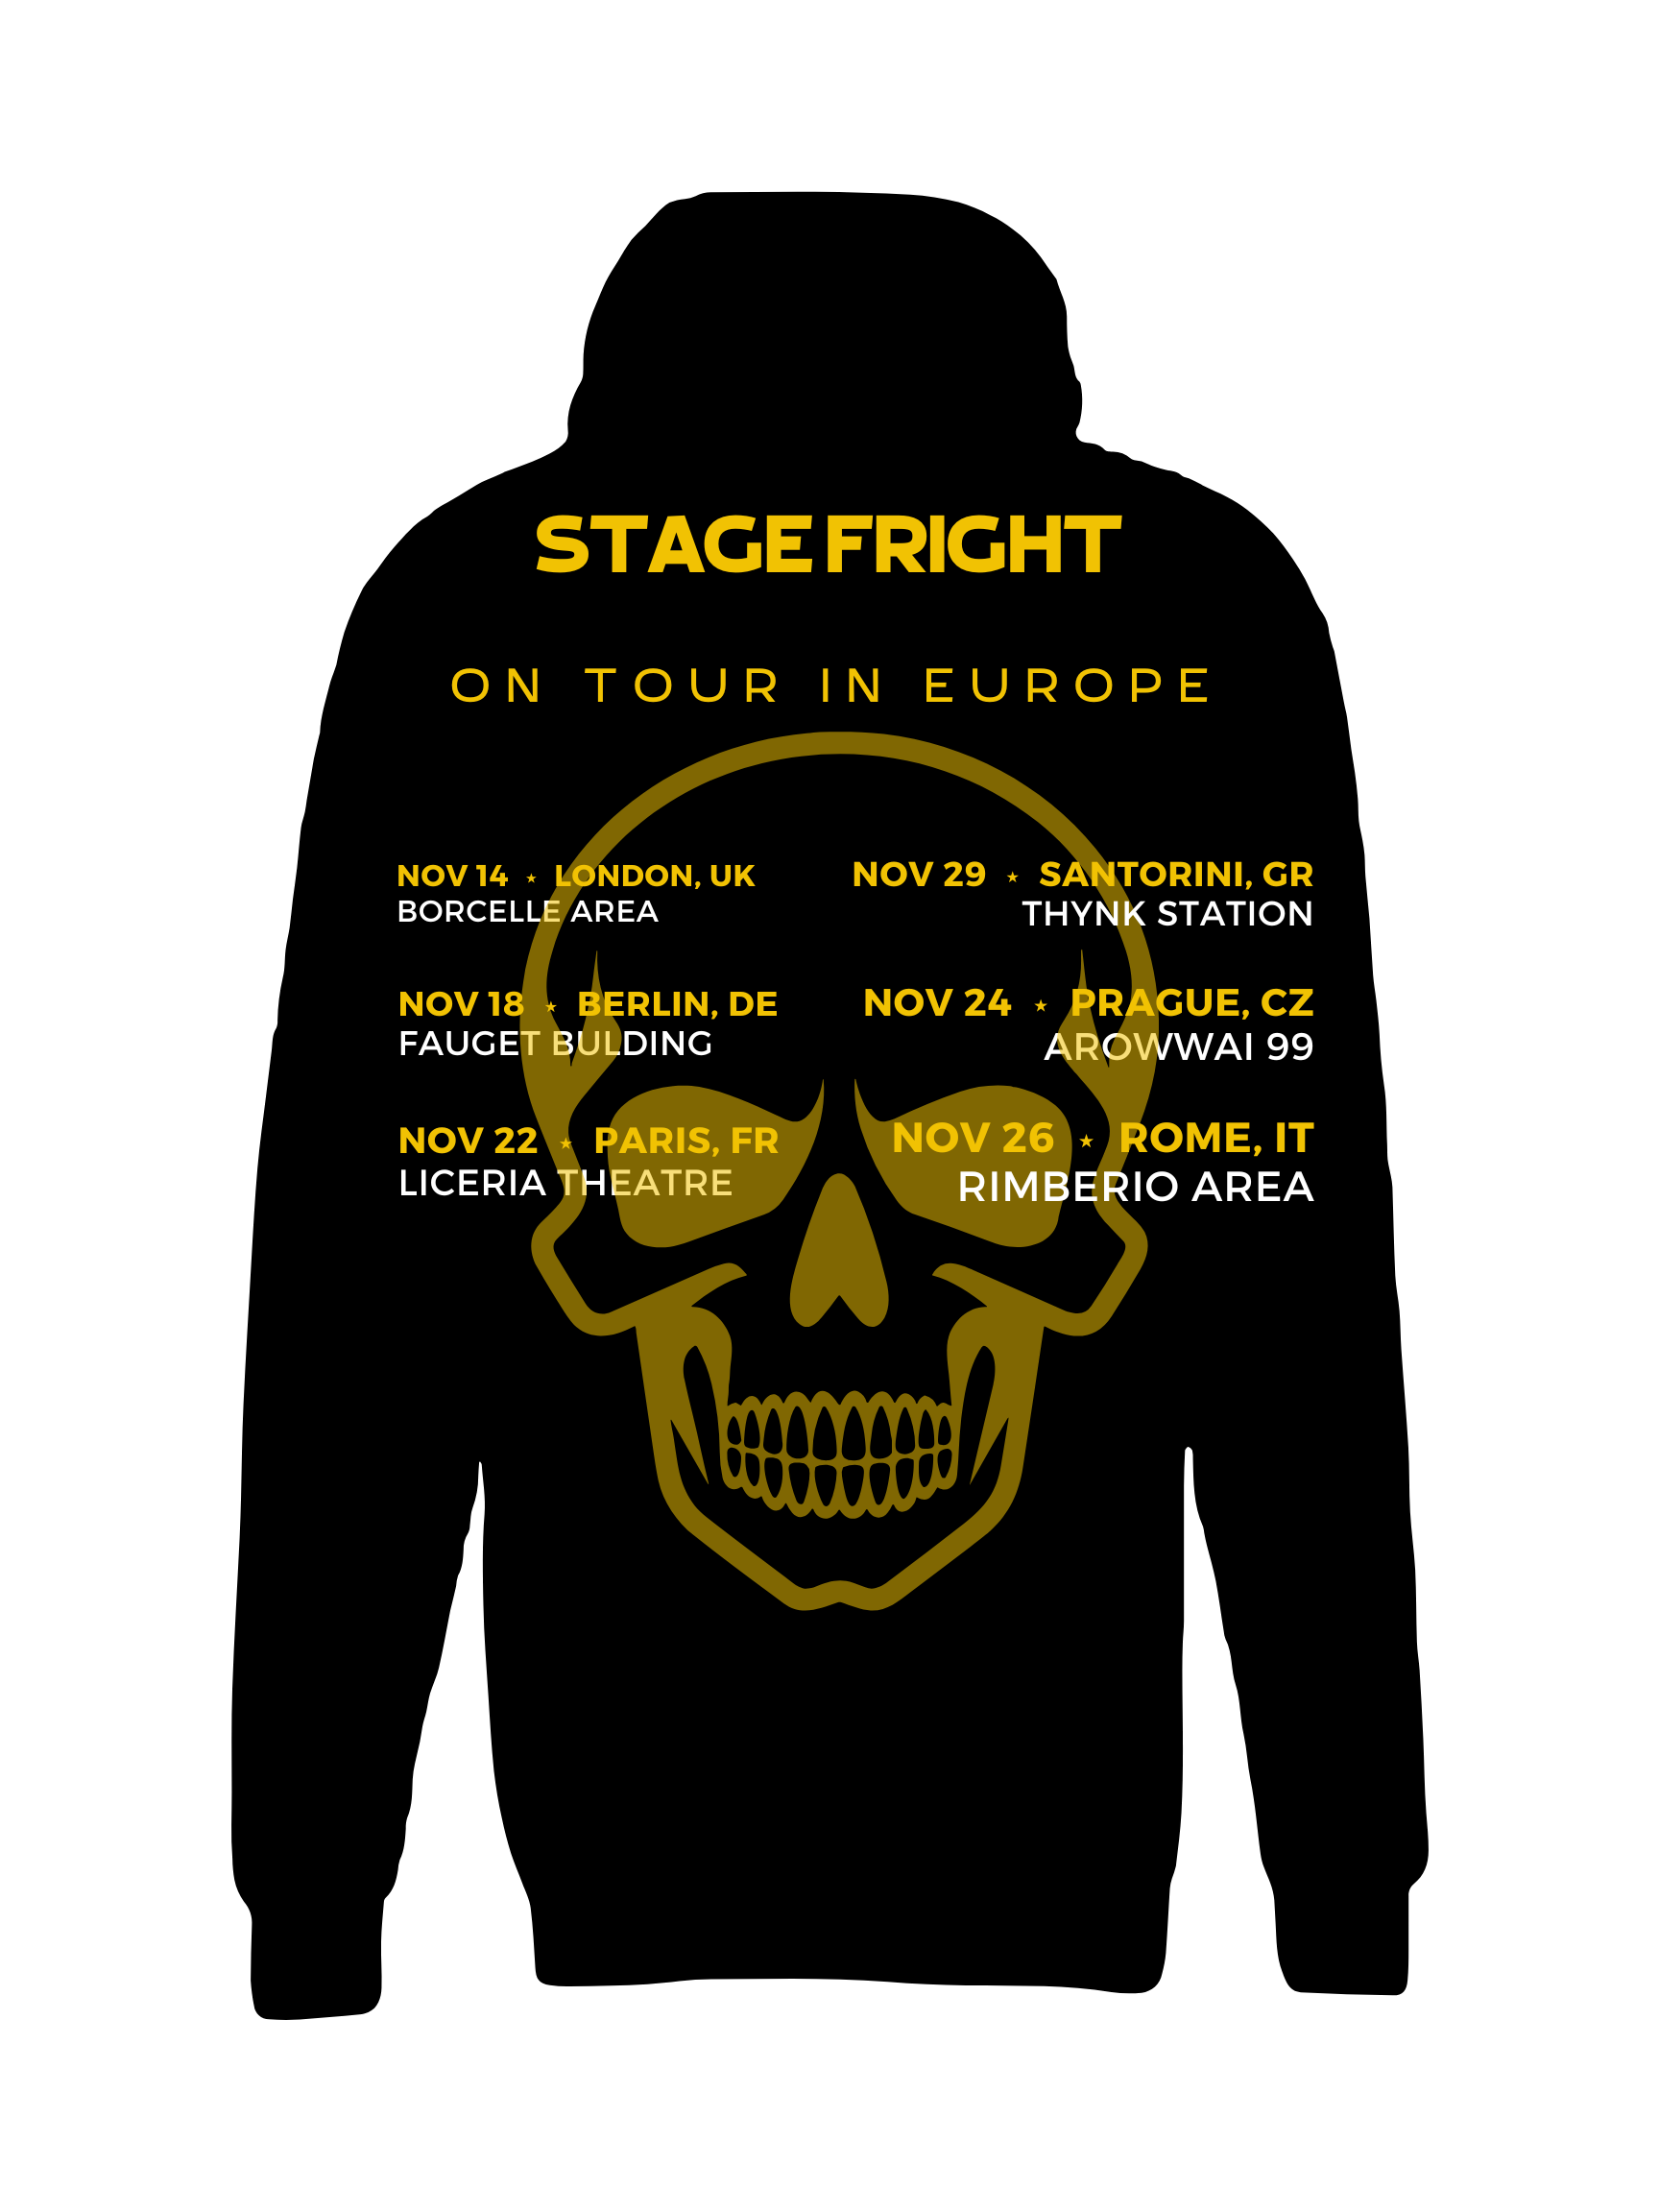 STAGE FRIGHT
ON TOUR IN EUROPE
NOV 14 ★ LONDON, UK
BORCELLE AREA
NOV 18 ★ BERLIN, DE
FAUGET BULDING
NOV 22 ★ PARIS, FR
LICERIA THEATRE
NOV 29 ★ SANTORINI, GR
THYNK STATION
NOV 24 ★ PRAGUE, CZ
AROWWAI 99
NOV 26 ★ ROME, IT
RIMBERIO AREA